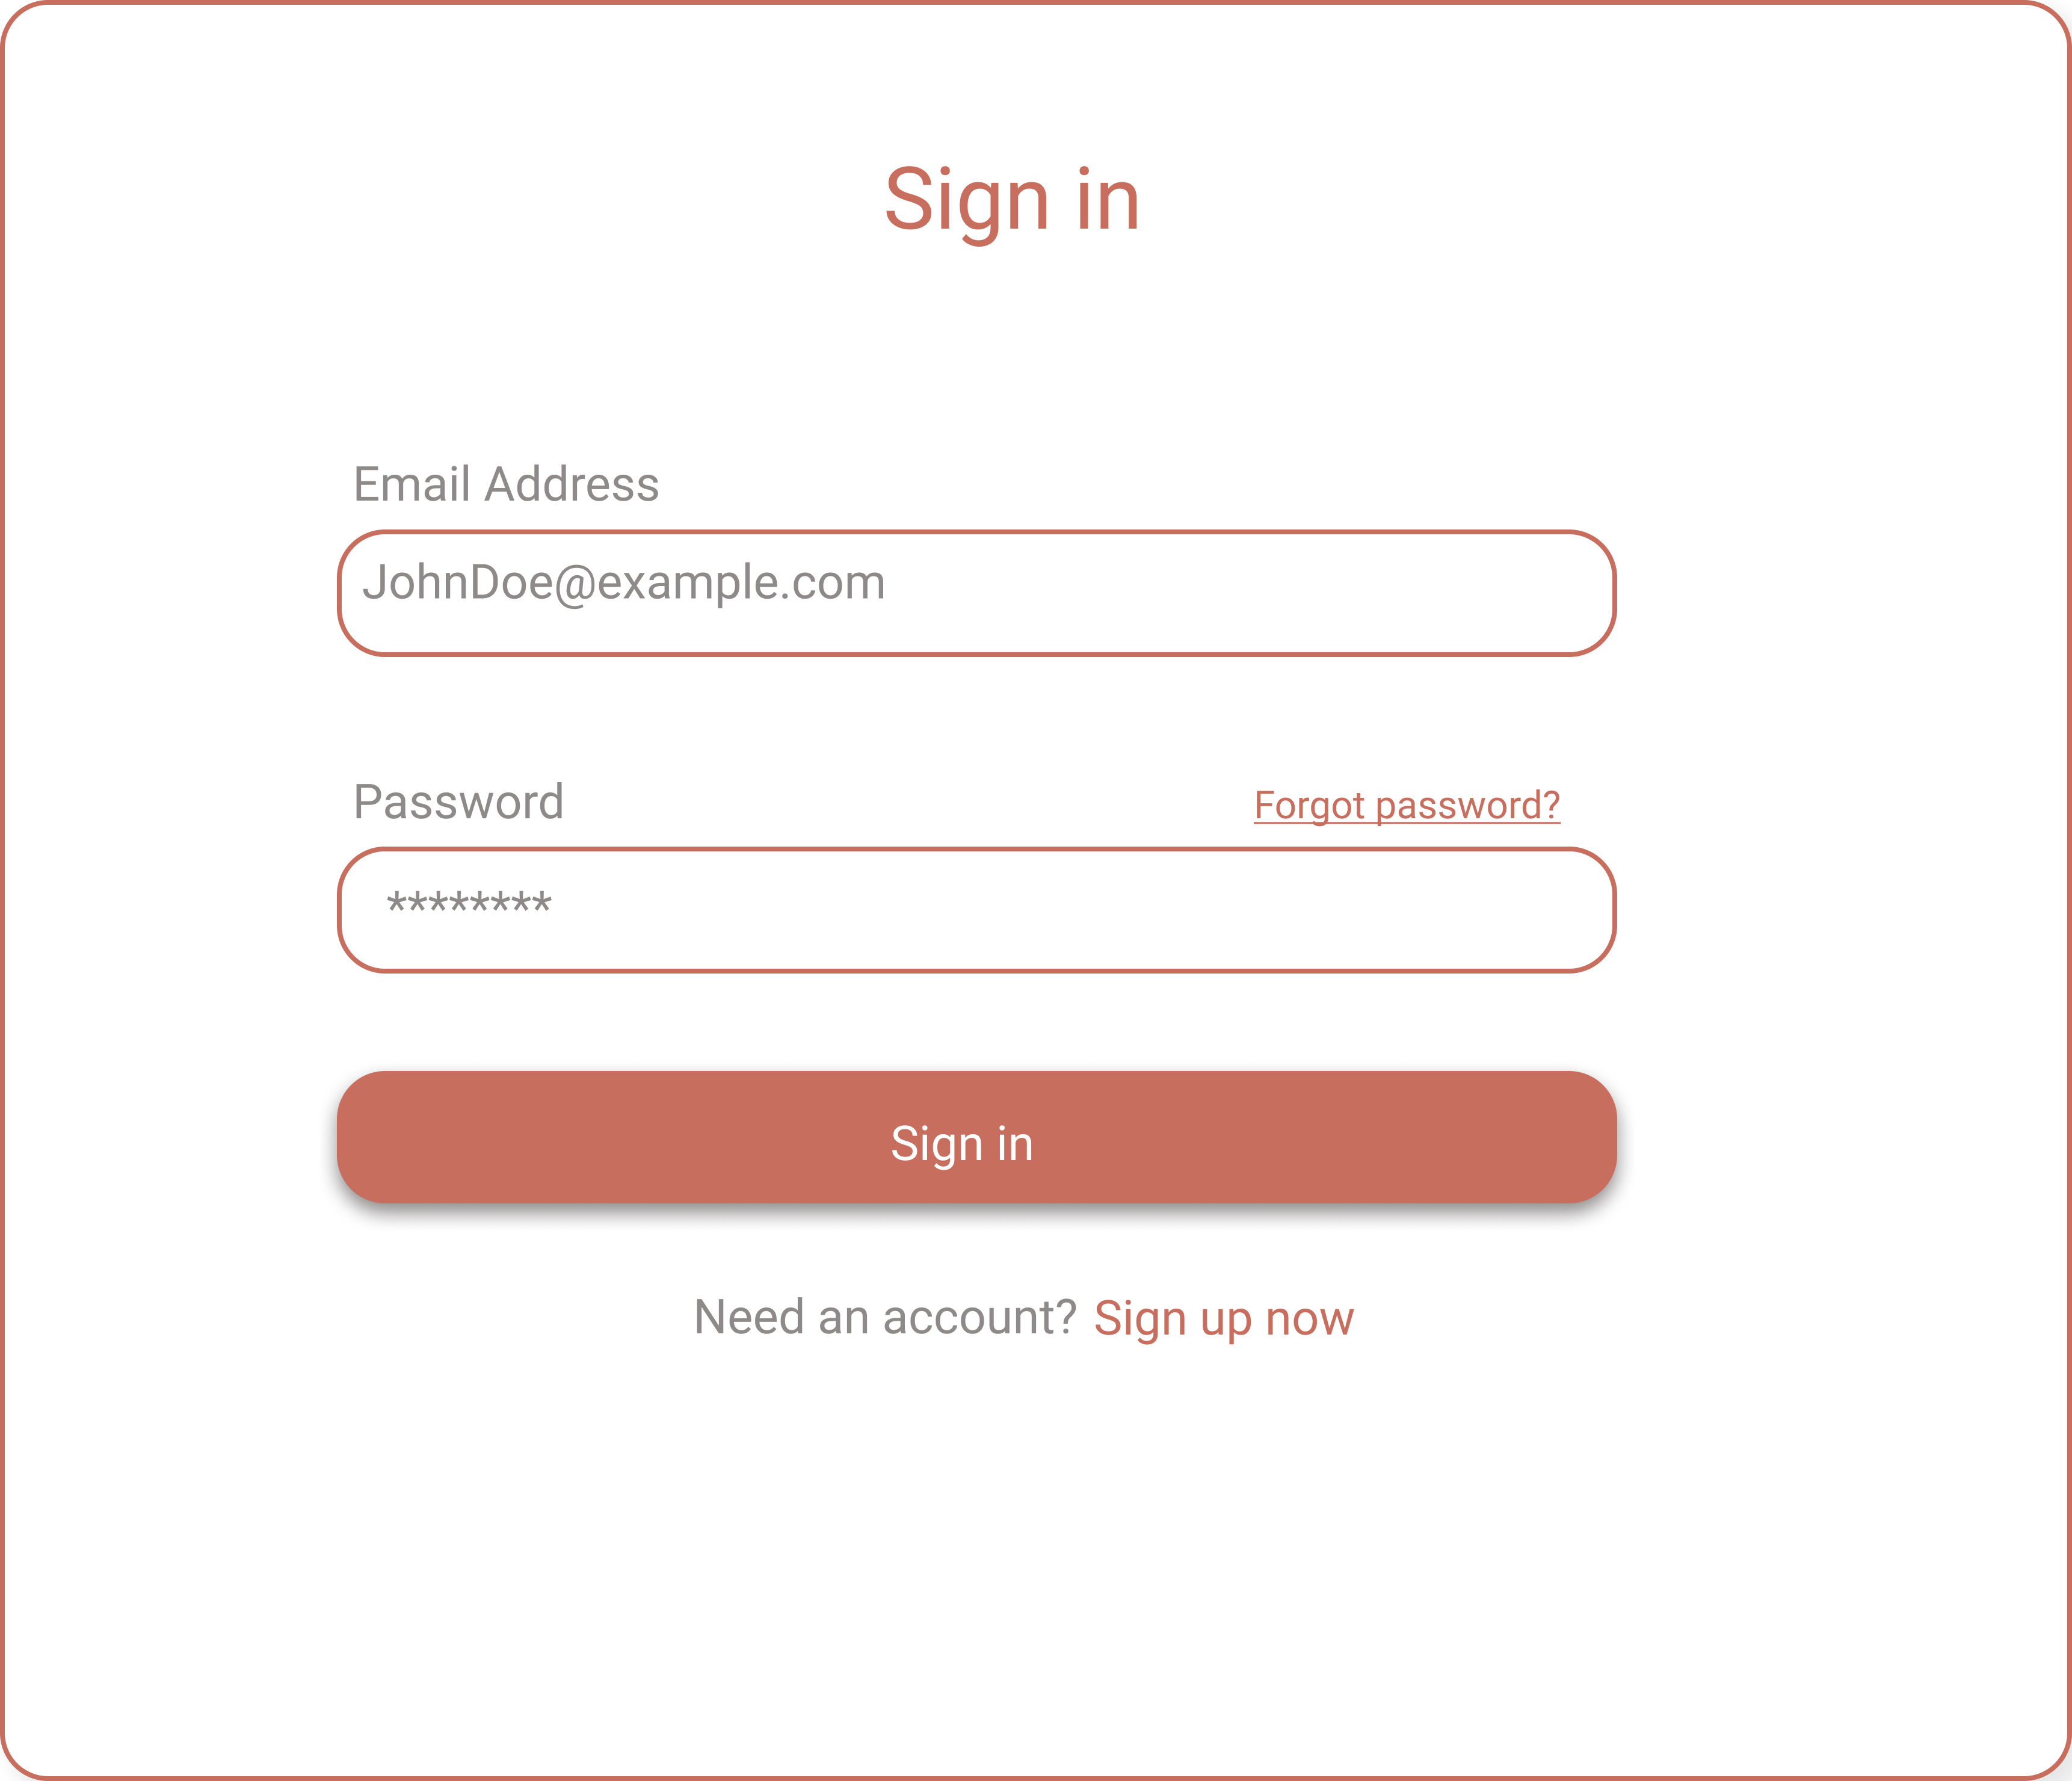 Sign in
Email Address
JohnDoe@example.com
Password
Forgot password?
********
Sign in
Need an account? Sign up now